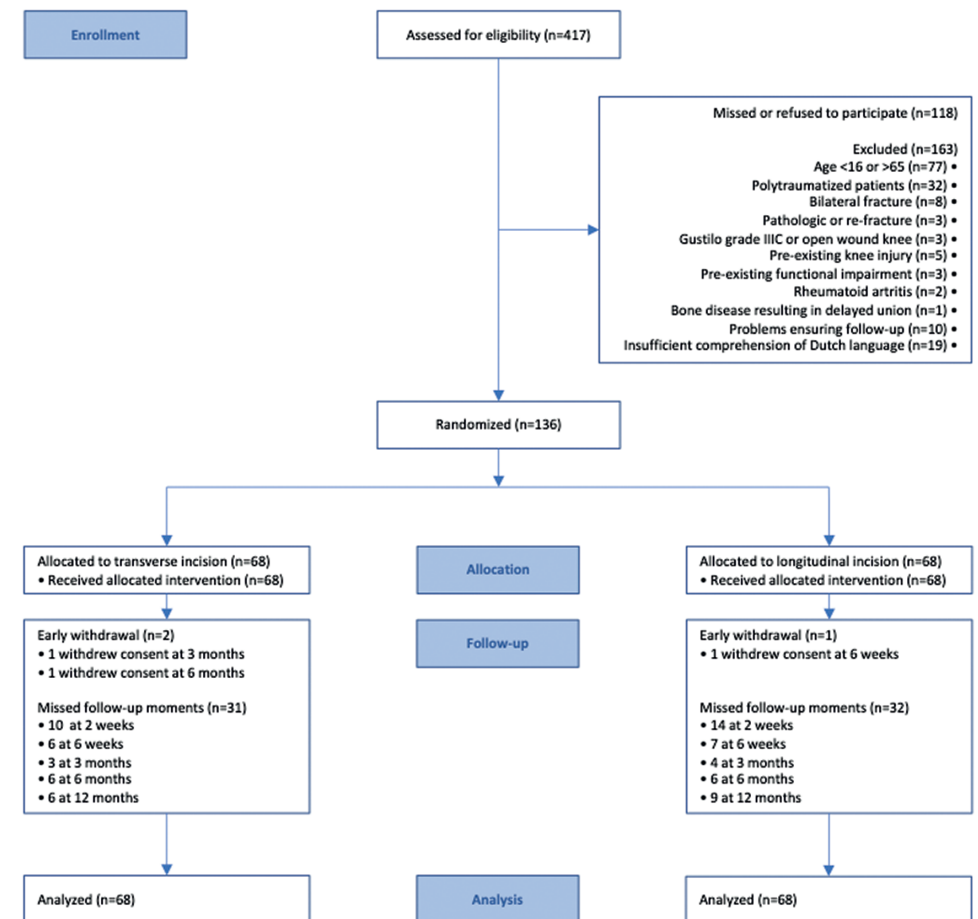 Enrollment
Assessed for eligibility (n=417)
Missed or refused to participate (n=118)
Excluded (n=163)
Age <16 or >65 (n=77) •
Polytraumatized patients (n=32) •
Bilateral fracture (n=8) •
Pathologic or re-fracture (n=3) •
Gustilo grade IIIC or open wound knee (n=3) •
Pre-existing knee injury (n=5) •
Pre-existing functional impairment (n=3) •
Rheumatoid artritis (n=2) •
Bone disease resulting in delayed union (n=1) •
Problems ensuring follow-up (n=10) •
Insufficient comprehension of Dutch language (n=19) •
Randomized (n=136)
Allocated to transverse incision (n=68)
• Received allocated intervention (n=68)
Allocation
Allocated to longitudinal incision (n=68)
• Received allocated intervention (n=68)
Early withdrawal (n=2)
• 1 withdrew consent at 3 months
• 1 withdrew consent at 6 months
Missed follow-up moments (n=31)
• 10 at 2 weeks
• 6 at 6 weeks
• 3 at 3 months
• 6 at 6 months
• 6 at 12 months
Follow-up
Early withdrawal (n=1)
• 1 withdrew consent at 6 weeks
Missed follow-up moments (n=32)
• 14 at 2 weeks
• 7 at 6 weeks
• 4 at 3 months
• 6 at 6 months
• 9 at 12 months
Analyzed (n=68)
Analysis
Analyzed (n=68)